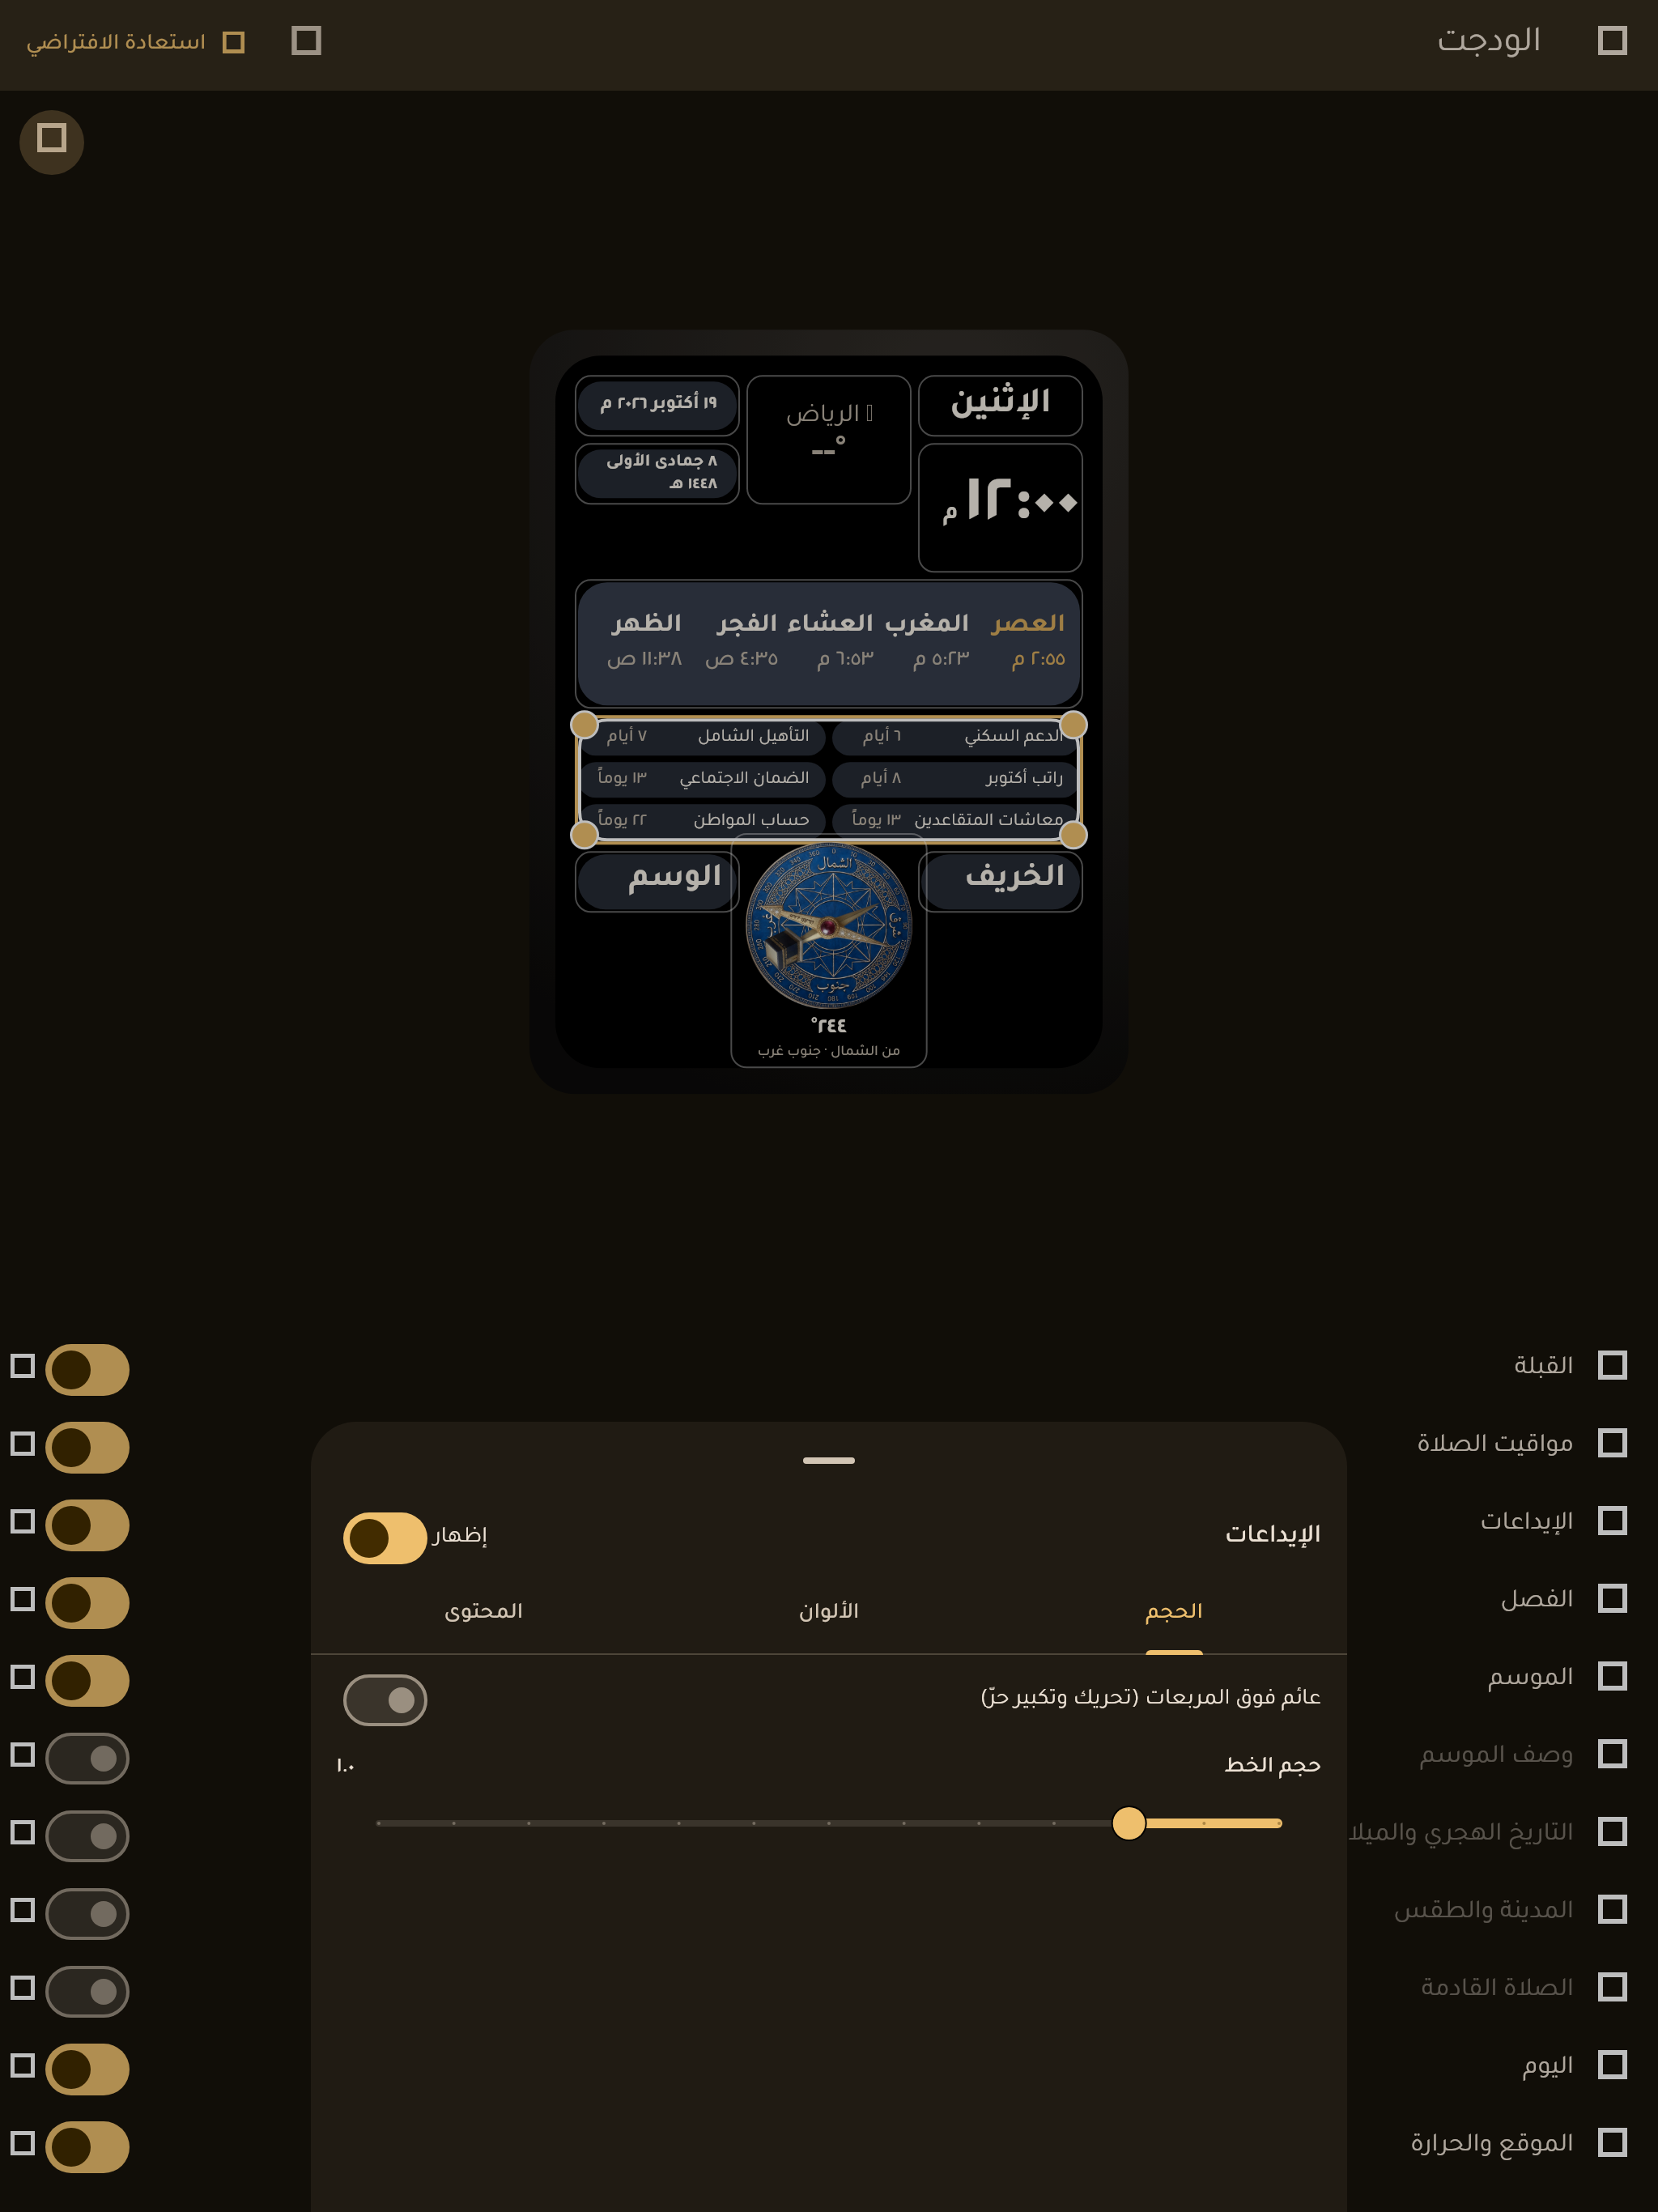 الودجت
استعادة الافتراضي
الإثنين
الرياض
--°
١٩ أكتوبر ٢٠٢٦ م
٨ جمادى الأولى
١٤٤٨ هـ
١٢:٠٠ م
العصر المغرب العشاء الفجر الظهر
٢:٥٥ م ٥:٢٣ م ٦:٥٣ م ٤:٣٥ ص ١١:٣٨ ص
الدعم السكني ٦ أيام التأهيل الشامل ٧ أيام
راتب أكتوبر ٨ أيام الضمان الاجتماعي ١٣ يوماً
معاشات المتقاعدين ١٣ يوماً حساب المواطن ٢٢ يوماً
الخريف
الوسم
الشمال
شرق
غرب
جنوب
٢٤٤°
من الشمال · جنوب غرب
القبلة
مواقيت الصلاة
الإيداعات
الفصل
الموسم
وصف الموسم
التاريخ الهجري والميلا
المدينة والطقس
الصلاة القادمة
اليوم
الموقع والحرارة
الإيداعات
إظهار
الحجم
الألوان
المحتوى
عائم فوق المربعات (تحريك وتكبير حرّ)
حجم الخط
١.٠